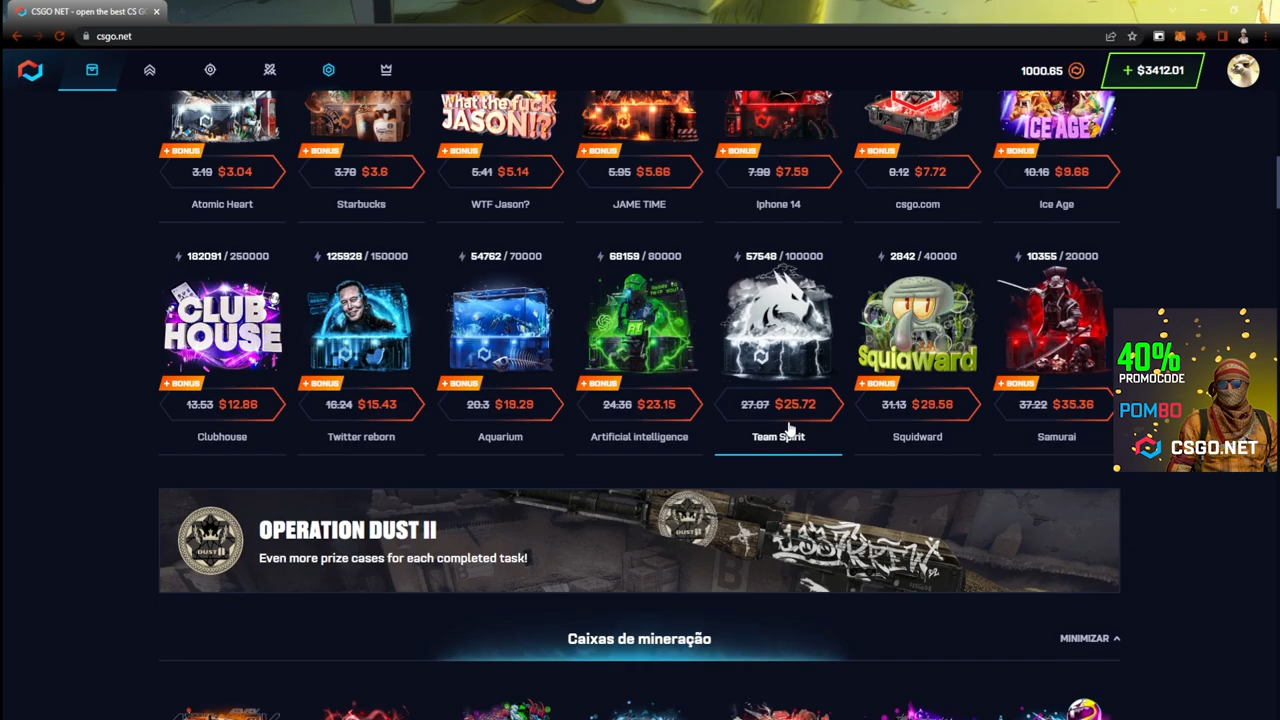 CSGO NET - open the best CS G
csgo.net
1000.65
+ $3412.01
What the fuck JASON!?
ICE AGE
+ BONUS + BONUS + BONUS + BONUS + BONUS + BONUS + BONUS
3.19 $3.04 3.79 $3.6 5.41 $5.14 5.95 $5.66 7.99 $7.59 8.12 $7.72 10.16 $9.66
Atomic Heart Starbucks WTF Jason? JAME TIME Iphone 14 csgo.com Ice Age
182091 / 250000 125928 / 150000 54762 / 70000 68159 / 80000 57548 / 100000 2842 / 40000 10355 / 20000
CLUB HOUSE
Squidward
+ BONUS + BONUS + BONUS + BONUS + BONUS + BONUS
13.53 $12.86 16.24 $15.43 20.3 $19.29 24.36 $23.15 27.07 $25.72 31.13 $29.58 37.22 $35.36
Clubhouse Twitter reborn Aquarium Artificial intelligence Team Spirit Squidward Samurai
40%
PROMOCODE
POMBO
CSGO.NET
DUST II
OPERATION DUST II
Even more prize cases for each completed task!
Caixas de mineração
MINIMIZAR